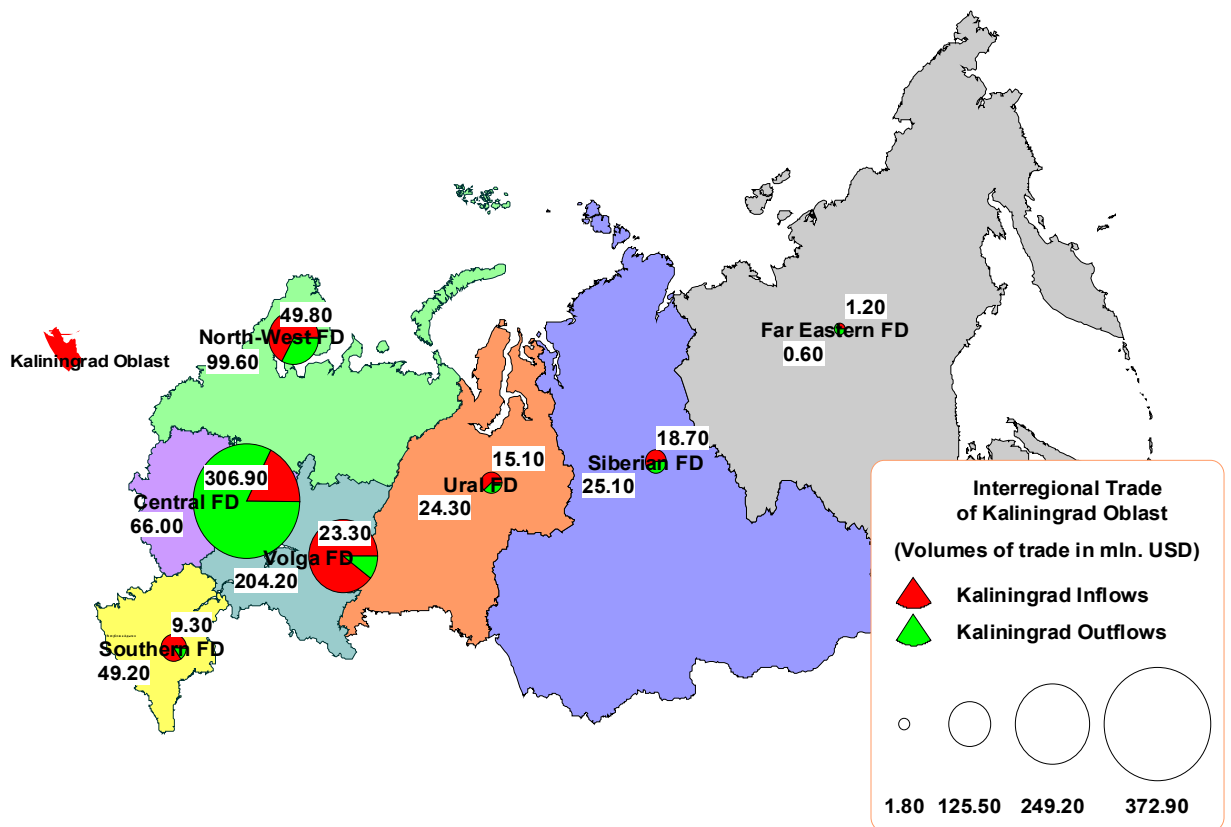 1.20
Far Eastern FD
0.60
49.80
North-West FD
99.60
Kaliningrad Oblast
18.70
Siberian FD
25.10
15.10
Ural FD
24.30
306.90
Central FD
66.00
23.30
Volga FD
204.20
9.30
Southern FD
49.20
Interregional Trade
of Kaliningrad Oblast
(Volumes of trade in mln. USD)
Kaliningrad Inflows
Kaliningrad Outflows
1.80 125.50 249.20 372.90